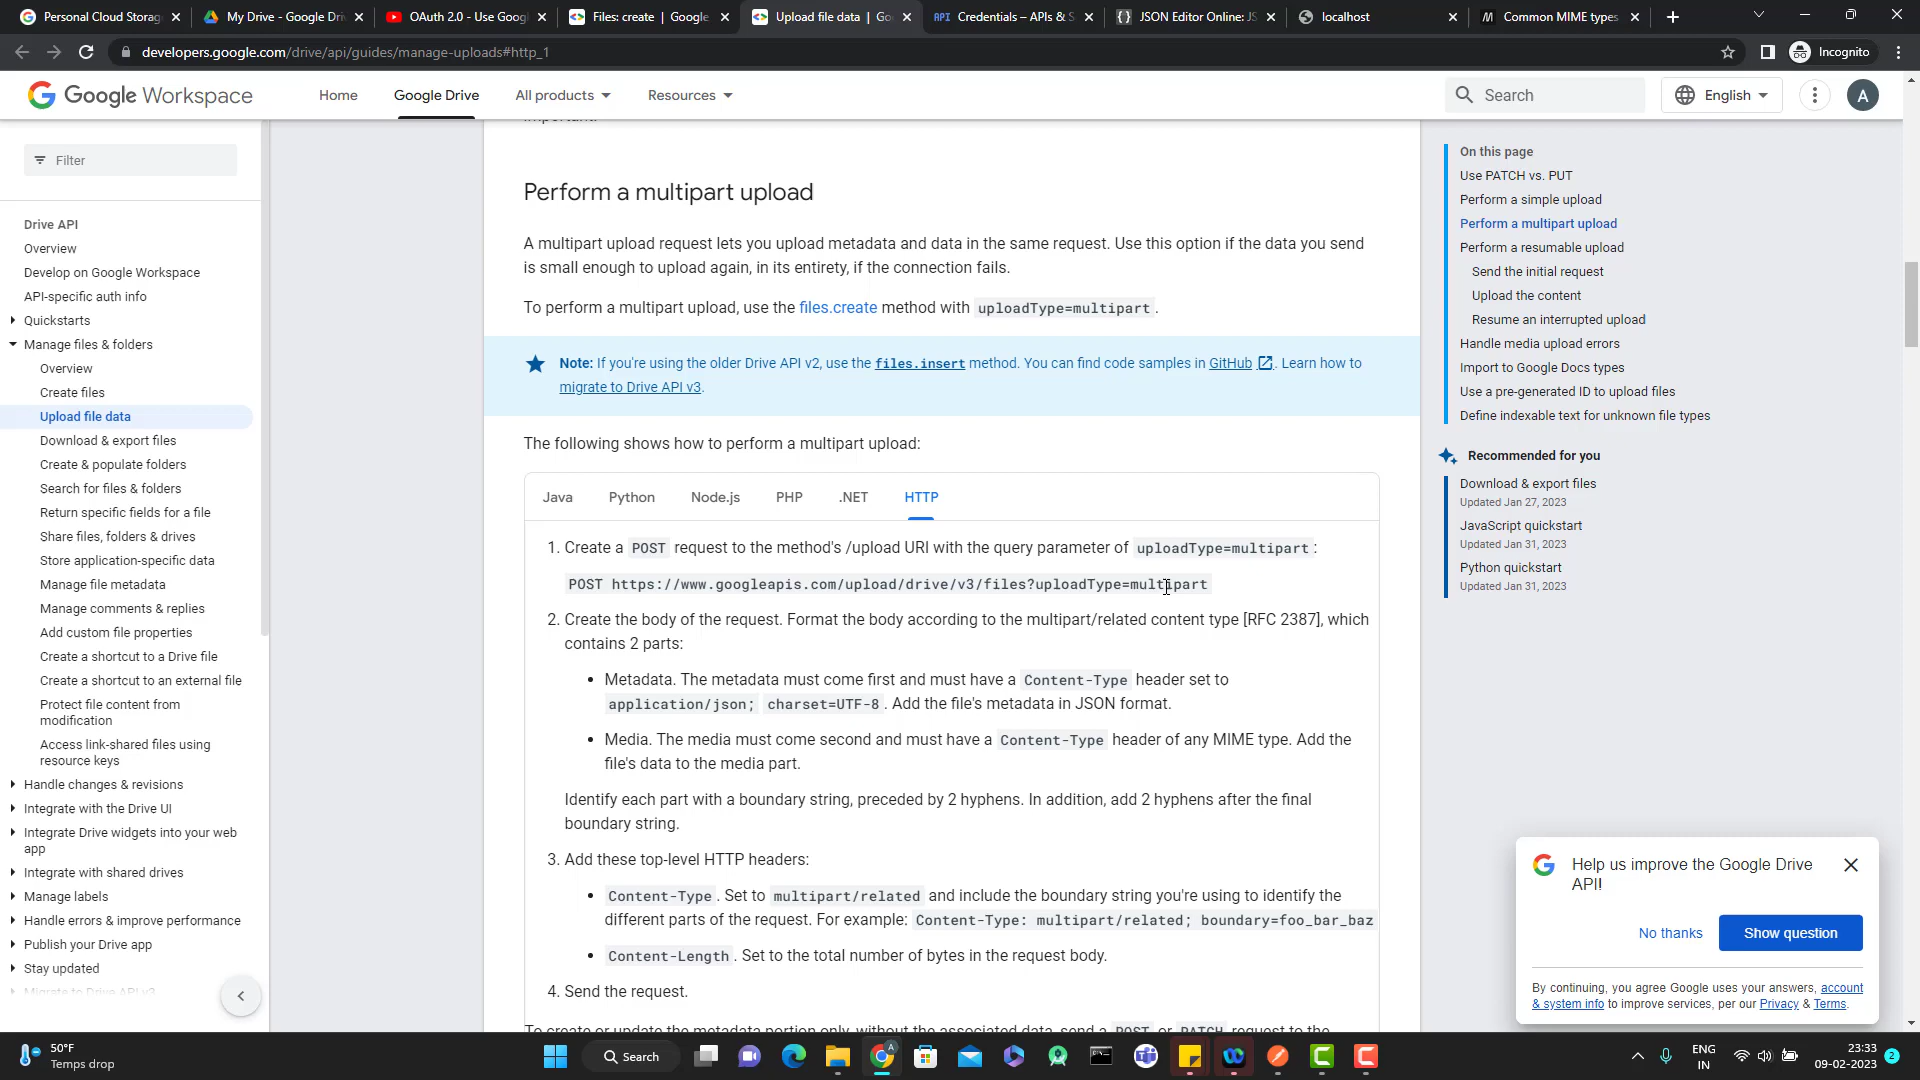 Personal Cloud Storag
My Drive - Google Dri
OAuth 2.0 - Use Googl
Files: create | Google
Upload file data | Go
API Credentials – APIs & S
JSON Editor Online: JS
localhost
Common MIME types
developers.google.com/drive/api/guides/manage-uploads#http_1
Incognito
Google Workspace
Home
Google Drive
All products
Resources
Search
English
A
Filter
Drive API
Overview
Develop on Google Workspace
API-specific auth info
Quickstarts
Manage files & folders
Overview
Create files
Upload file data
Download & export files
Create & populate folders
Search for files & folders
Return specific fields for a file
Share files, folders & drives
Store application-specific data
Manage file metadata
Manage comments & replies
Add custom file properties
Create a shortcut to a Drive file
Create a shortcut to an external file
Protect file content from
modification
Access link-shared files using
resource keys
Handle changes & revisions
Integrate with the Drive UI
Integrate Drive widgets into your web
app
Integrate with shared drives
Manage labels
Handle errors & improve performance
Publish your Drive app
Stay updated
Migrate to Drive API v3
important.
Perform a multipart upload
A multipart upload request lets you upload metadata and data in the same request. Use this option if the data you send
is small enough to upload again, in its entirety, if the connection fails.
To perform a multipart upload, use the files.create method with uploadType=multipart.
Note: If you're using the older Drive API v2, use the files.insert method. You can find code samples in GitHub. Learn how to
migrate to Drive API v3.
The following shows how to perform a multipart upload:
Java Python Node.js PHP .NET HTTP
1. Create a POST request to the method's /upload URI with the query parameter of uploadType=multipart:
POST https://www.googleapis.com/upload/drive/v3/files?uploadType=multipart
2. Create the body of the request. Format the body according to the multipart/related content type [RFC 2387], which
contains 2 parts:
• Metadata. The metadata must come first and must have a Content-Type header set to
application/json; charset=UTF-8. Add the file's metadata in JSON format.
• Media. The media must come second and must have a Content-Type header of any MIME type. Add the
file's data to the media part.
Identify each part with a boundary string, preceded by 2 hyphens. In addition, add 2 hyphens after the final
boundary string.
3. Add these top-level HTTP headers:
• Content-Type. Set to multipart/related and include the boundary string you're using to identify the
different parts of the request. For example: Content-Type: multipart/related; boundary=foo_bar_baz
• Content-Length. Set to the total number of bytes in the request body.
4. Send the request.
To create or update the metadata portion only, without the associated data, send a POST or PATCH request to the
On this page
Use PATCH vs. PUT
Perform a simple upload
Perform a multipart upload
Perform a resumable upload
Send the initial request
Upload the content
Resume an interrupted upload
Handle media upload errors
Import to Google Docs types
Use a pre-generated ID to upload files
Define indexable text for unknown file types
Recommended for you
Download & export files
Updated Jan 27, 2023
JavaScript quickstart
Updated Jan 31, 2023
Python quickstart
Updated Jan 31, 2023
Help us improve the Google Drive
API!
No thanks
Show question
By continuing, you agree Google uses your answers, account
& system info to improve services, per our Privacy & Terms.
50°F
Temps drop
Search
ENG
IN
23:33
09-02-2023
2